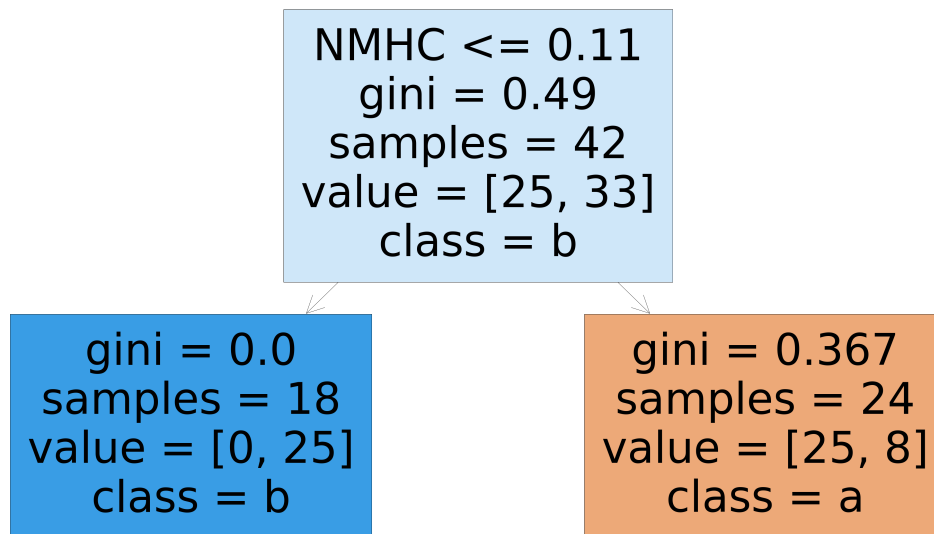 NMHC <= 0.11
gini = 0.49
samples = 42
value = [25, 33]
class = b
gini = 0.0
samples = 18
value = [0, 25]
class = b
gini = 0.367
samples = 24
value = [25, 8]
class = a